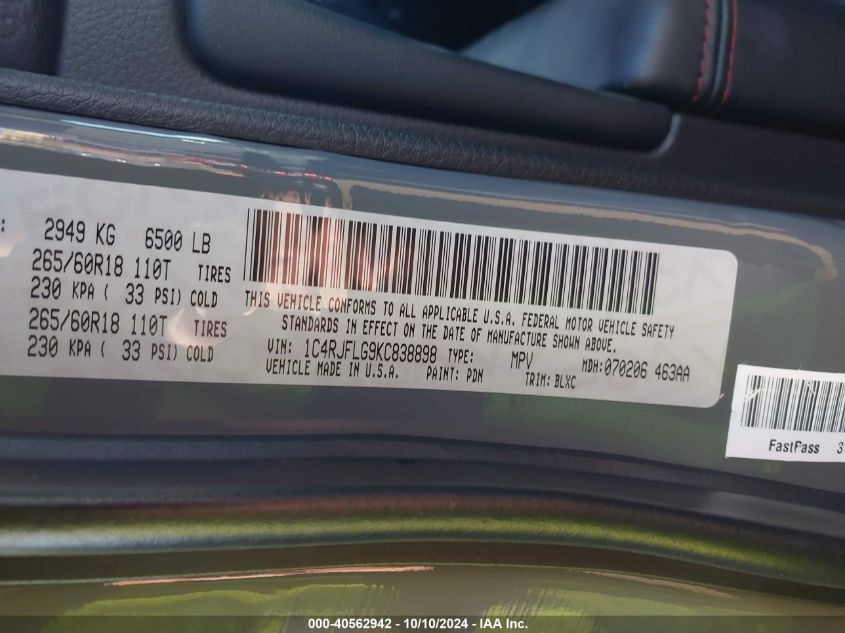 : 2949 KG 6500 LB
265/60R18 110T TIRES
230 KPA ( 33 PSI) COLD
265/60R18 110T TIRES
230 KPA ( 33 PSI) COLD
THIS VEHICLE CONFORMS TO ALL APPLICABLE U.S.A. FEDERAL MOTOR VEHICLE SAFETY
STANDARDS IN EFFECT ON THE DATE OF MANUFACTURE SHOWN ABOVE.
VIN: 1C4RJFLG9KC838898 TYPE: MPV MDH:070206 463AA
VEHICLE MADE IN U.S.A. PAINT: PDN TRIM: BLXC
FastPass 31
000-40562942 - 10/10/2024 - IAA Inc.